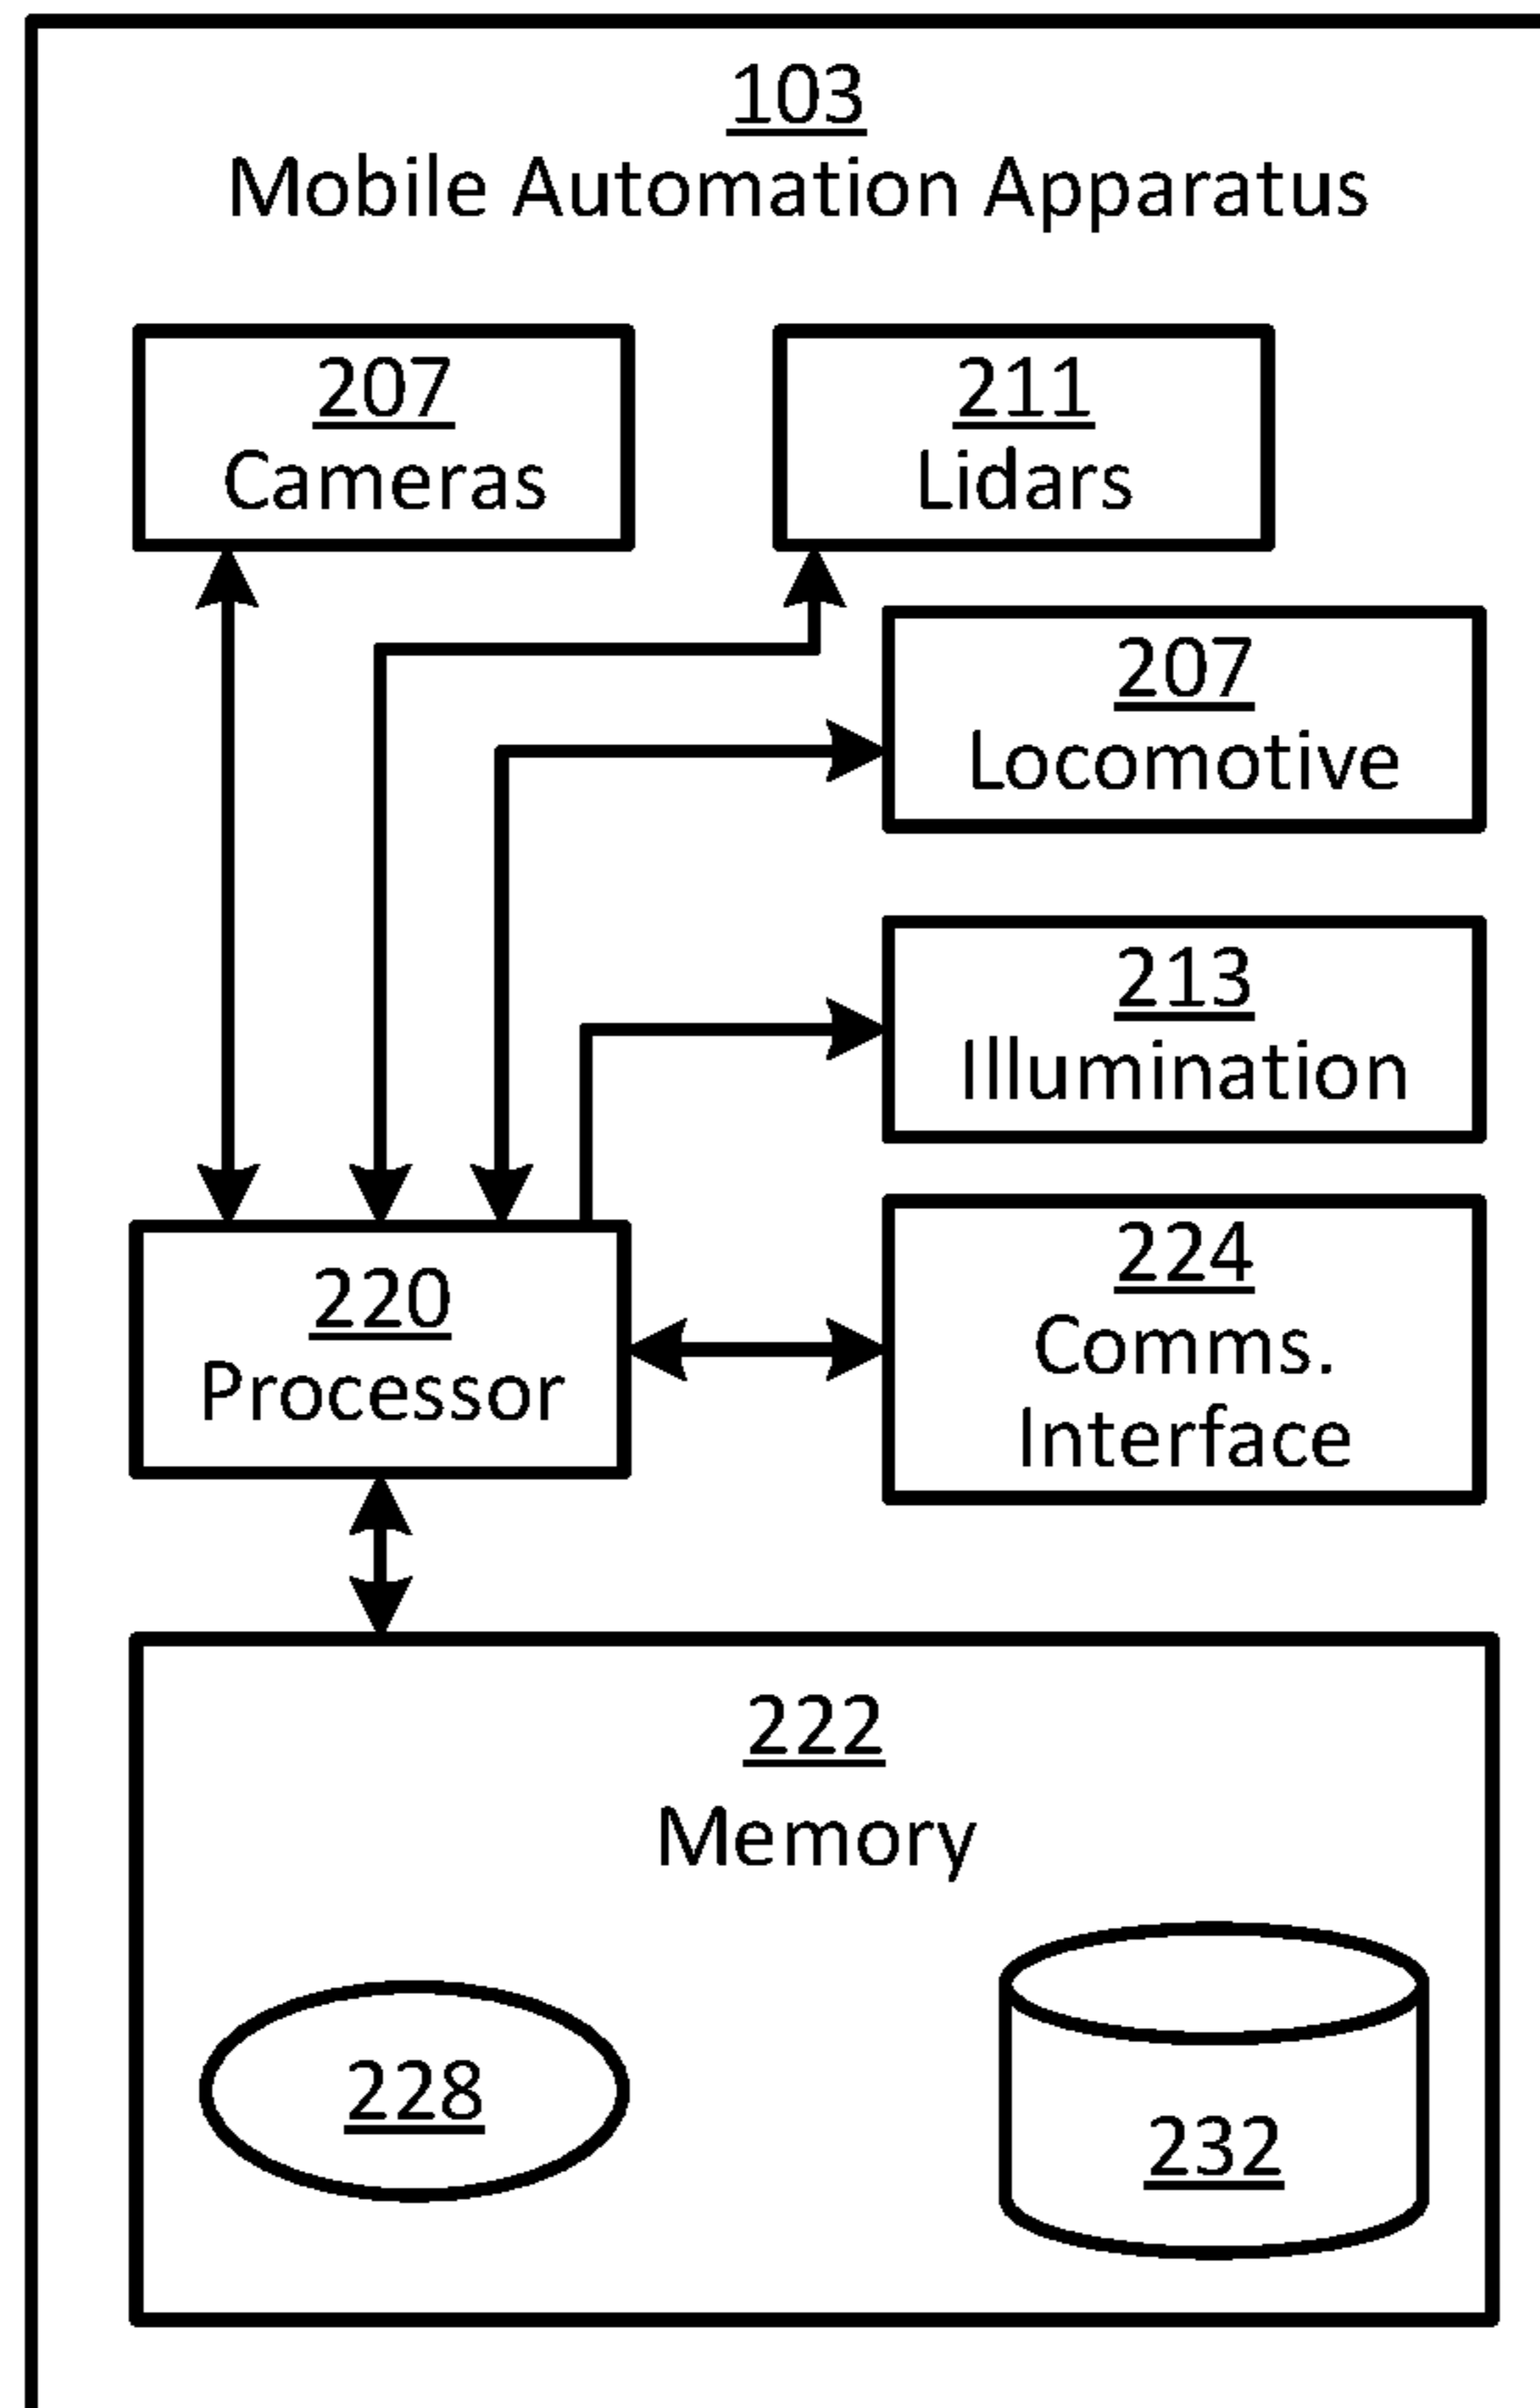 103
Mobile Automation Apparatus
207
Cameras
211
Lidars
207
Locomotive
213
Illumination
220
Processor
224
Comms.
Interface
222
Memory
228
232